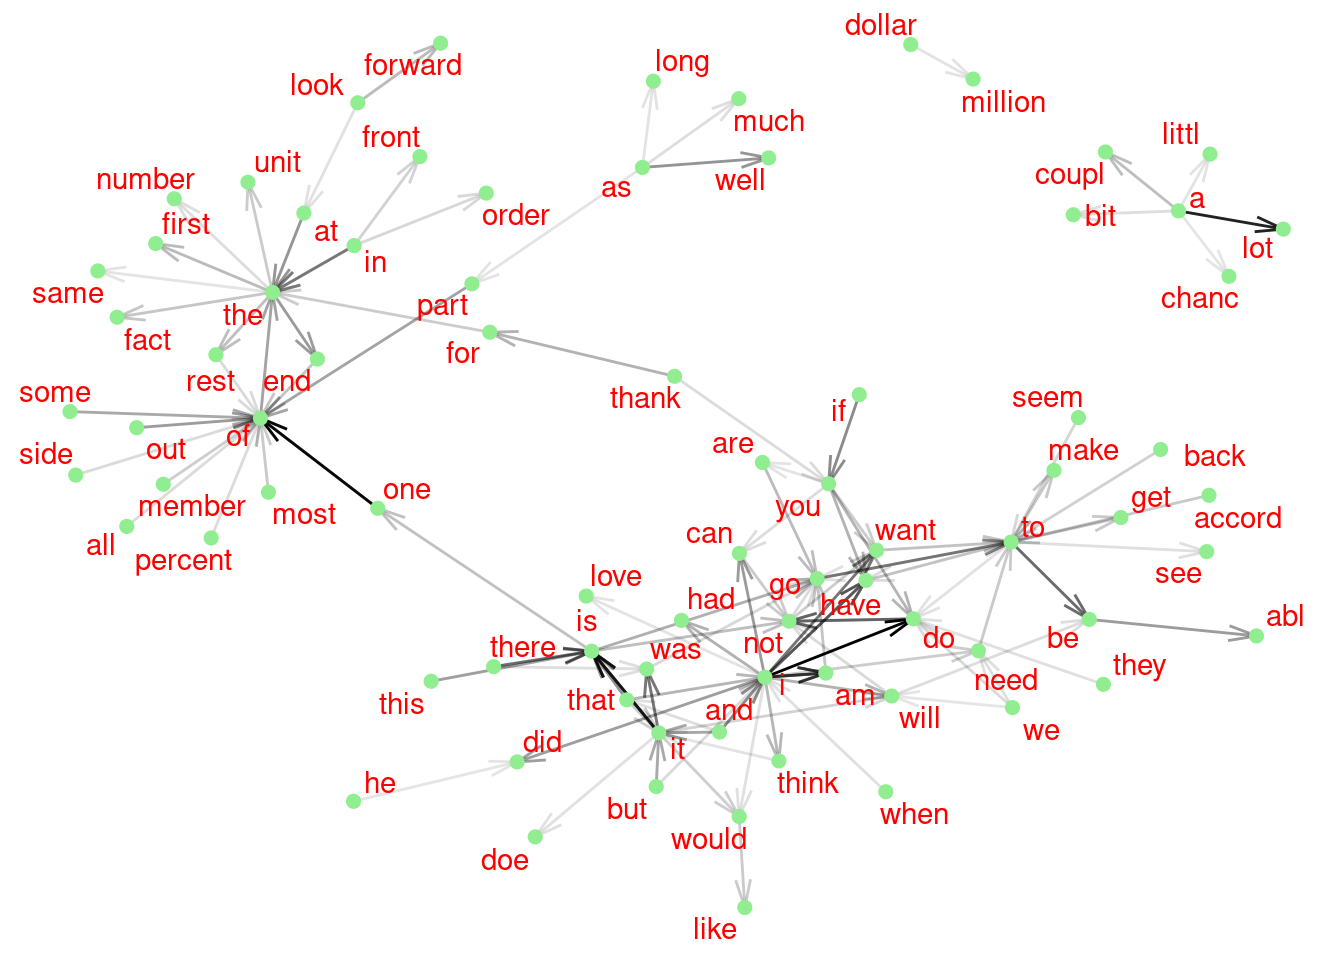 dollar
forward
long
look
million
much
front
littl
unit
coupl
number
well
as
a
first
order
bit
at
lot
in
same
chanc
part
the
fact
for
rest
end
some
thank
if
seem
of
are
out
make
side
back
one
you
get
member
most
want
to
accord
all
can
percent
love
go
see
had
have
is
abl
there
not
do
be
was
they
need
that
i
am
this
and
will
we
did
it
he
think
but
when
would
doe
like